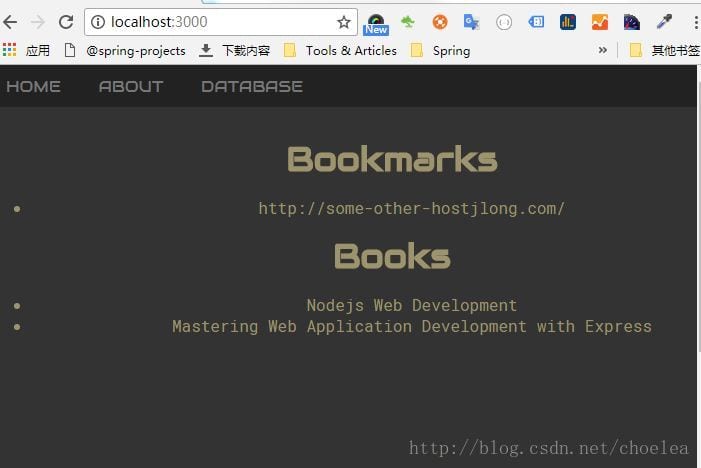 localhost:3000
New
应用 @spring-projects 下载内容 Tools & Articles Spring » 其他书签
HOME ABOUT DATABASE
Bookmarks
http://some-other-hostjlong.com/
Books
Nodejs Web Development
Mastering Web Application Development with Express
http://blog.csdn.net/choelea